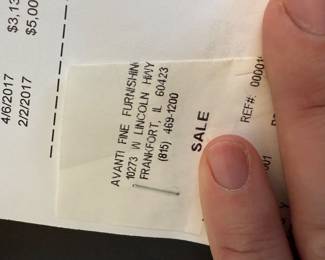 $3,13
$5,00
4/6/2017
2/2/2017
AVANTI FINE FURNISHIN
10273 W LINCOLN HWY
FRANKFORT, IL 60423
(815) 469-1200
SALE
REF#: 000001